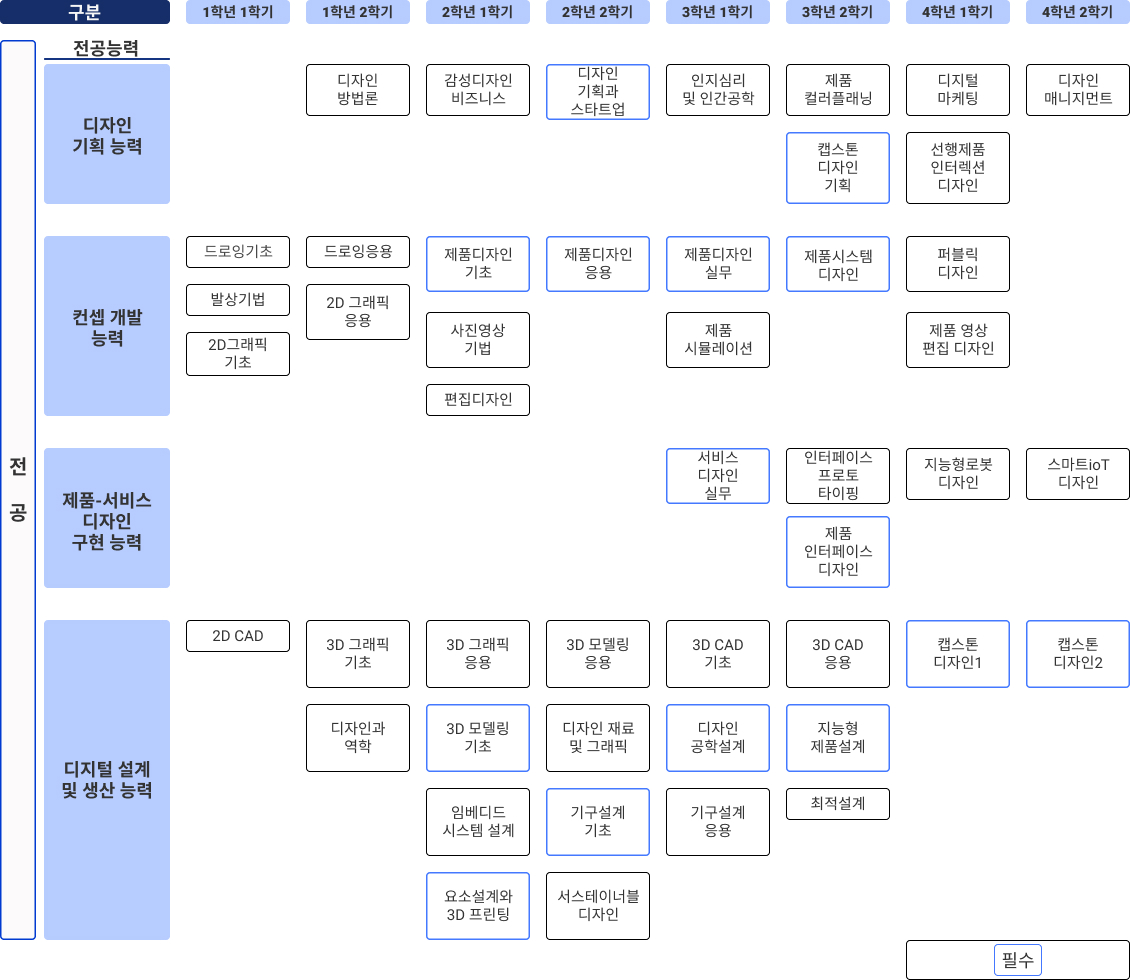 구분
1학년 1학기
1학년 2학기
2학년 1학기
2학년 2학기
3학년 1학기
3학년 2학기
4학년 1학기
4학년 2학기
전
공
전공능력
디자인
기획 능력
디자인
방법론
감성디자인
비즈니스
디자인
기획과
스타트업
인지심리
및 인간공학
제품
컬러플래닝
디지털
마케팅
디자인
매니지먼트
캡스톤
디자인
기획
선행제품
인터렉션
디자인
컨셉 개발
능력
드로잉기초
드로잉응용
제품디자인
기초
제품디자인
응용
제품디자인
실무
제품시스템
디자인
퍼블릭
디자인
발상기법
2D 그래픽
응용
사진영상
기법
제품
시뮬레이션
제품 영상
편집 디자인
2D그래픽
기초
편집디자인
제품-서비스
디자인
구현 능력
서비스
디자인
실무
인터페이스
프로토
타이핑
지능형로봇
디자인
스마트ioT
디자인
제품
인터페이스
디자인
디지털 설계
및 생산 능력
2D CAD
3D 그래픽
기초
3D 그래픽
응용
3D 모델링
응용
3D CAD
기초
3D CAD
응용
캡스톤
디자인1
캡스톤
디자인2
디자인과
역학
3D 모델링
기초
디자인 재료
및 그래픽
디자인
공학설계
지능형
제품설계
임베디드
시스템 설계
기구설계
기초
기구설계
응용
최적설계
요소설계와
3D 프린팅
서스테이너블
디자인
필수